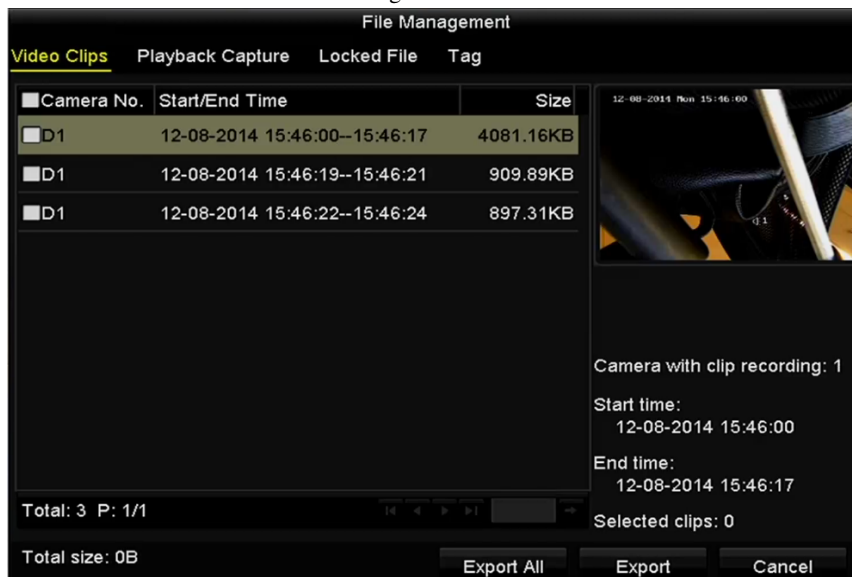 File Management
Video Clips Playback Capture Locked File Tag
Camera No. Start/End Time Size
D1 12-08-2014 15:46:00--15:46:17 4081.16KB
D1 12-08-2014 15:46:19--15:46:21 909.89KB
D1 12-08-2014 15:46:22--15:46:24 897.31KB
12-08-2014 Mon 15:46:00
Camera with clip recording: 1
Start time:
12-08-2014 15:46:00
End time:
12-08-2014 15:46:17
Selected clips: 0
Total: 3 P: 1/1
Total size: 0B
Export All Export Cancel